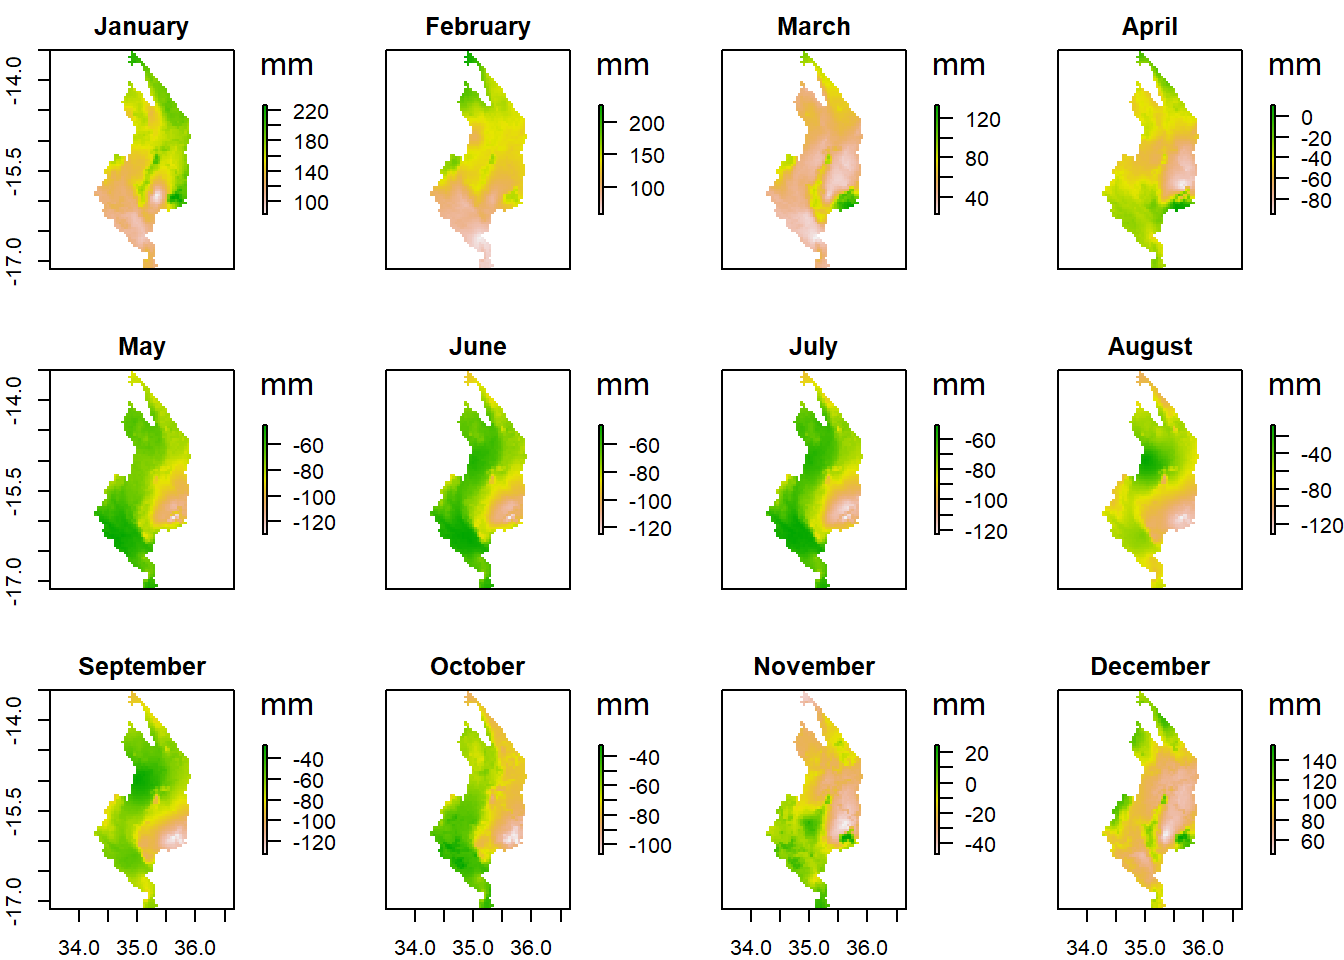 January
mm
220
180
140
100
-14.0
-15.5
-17.0
February
mm
200
150
100
March
mm
120
80
40
April
mm
0
-20
-40
-60
-80
May
mm
-60
-80
-100
-120
-14.0
-15.5
-17.0
June
mm
-60
-80
-100
-120
July
mm
-60
-80
-100
-120
August
mm
-40
-80
-120
September
mm
-40
-60
-80
-100
-120
-14.0
-15.5
-17.0
34.0 35.0 36.0
October
mm
-40
-60
-80
-100
34.0 35.0 36.0
November
mm
20
0
-20
-40
34.0 35.0 36.0
December
mm
140
120
100
80
60
34.0 35.0 36.0